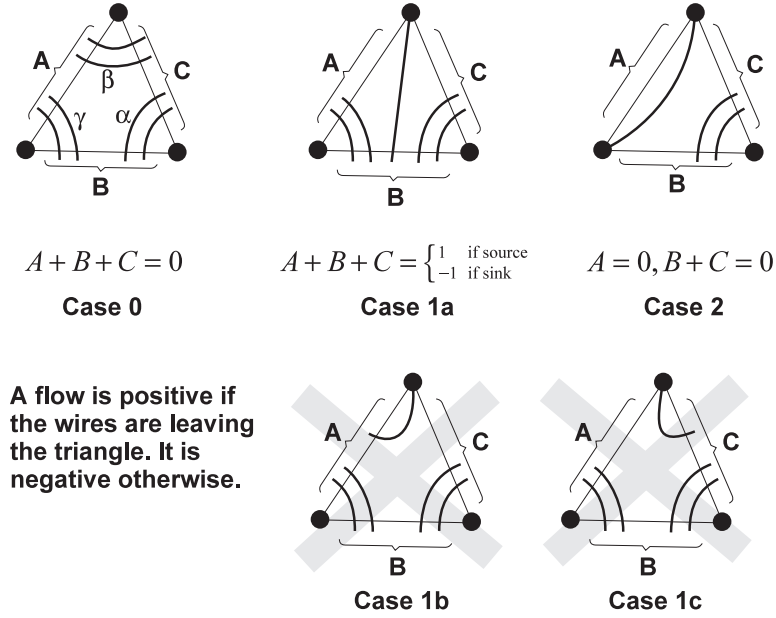 A
C
β
γ
α
B
A + B + C = 0
Case 0
A
C
B
A + B + C = { 1 if source
−1 if sink
Case 1a
A
C
B
A = 0, B + C = 0
Case 2
A flow is positive if
the wires are leaving
the triangle. It is
negative otherwise.
A
C
B
Case 1b
A
C
B
Case 1c